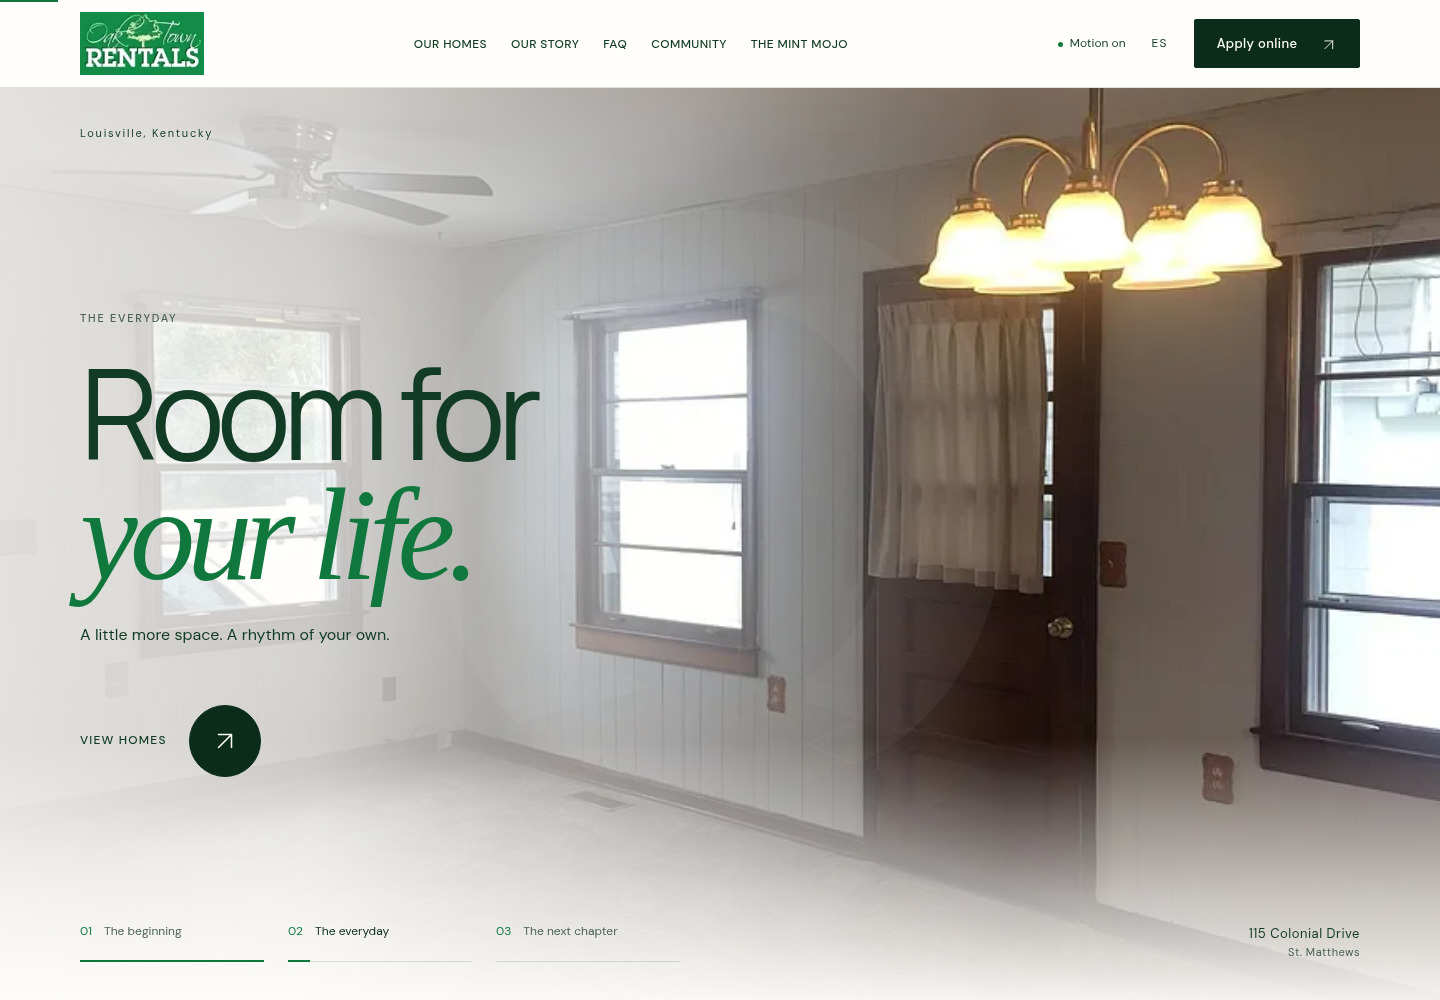 Oak Town
RENTALS
OUR HOMES
OUR STORY
FAQ
COMMUNITY
THE MINT MOJO
Motion on
ES
Apply online
Louisville, Kentucky
THE EVERYDAY
Room for
your life.
A little more space. A rhythm of your own.
VIEW HOMES
01 The beginning
02 The everyday
03 The next chapter
115 Colonial Drive
St. Matthews